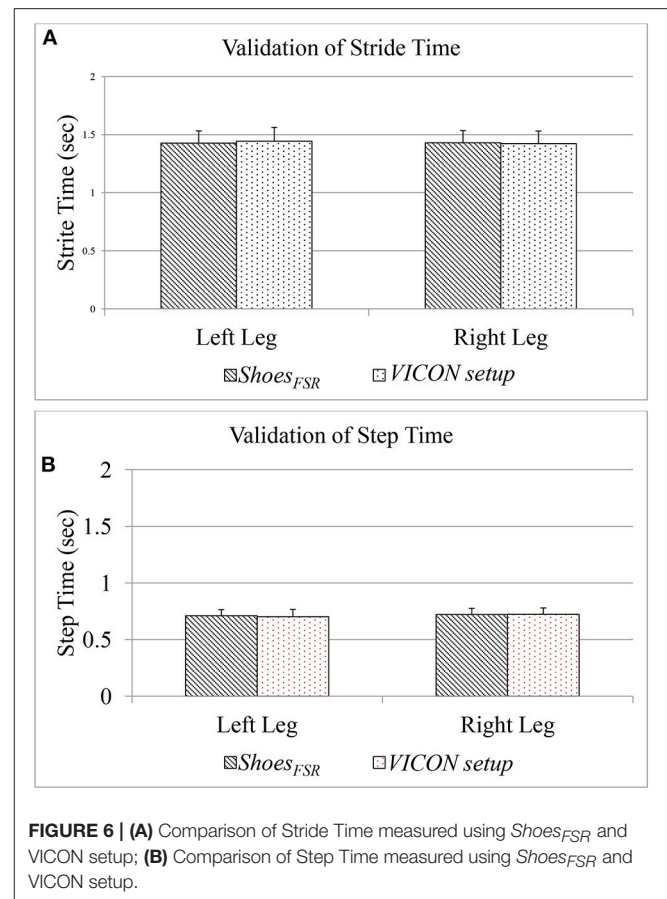 A
Validation of Stride Time
2
1.5
1
0.5
0
Strite Time (sec)
Left Leg Right Leg
ShoesFSR VICON setup
Validation of Step Time
B
2
1.5
1
0.5
0
Step Time (sec)
Left Leg Right Leg
ShoesFSR VICON setup
FIGURE 6 | (A) Comparison of Stride Time measured using ShoesFSR and
VICON setup; (B) Comparison of Step Time measured using ShoesFSR and
VICON setup.